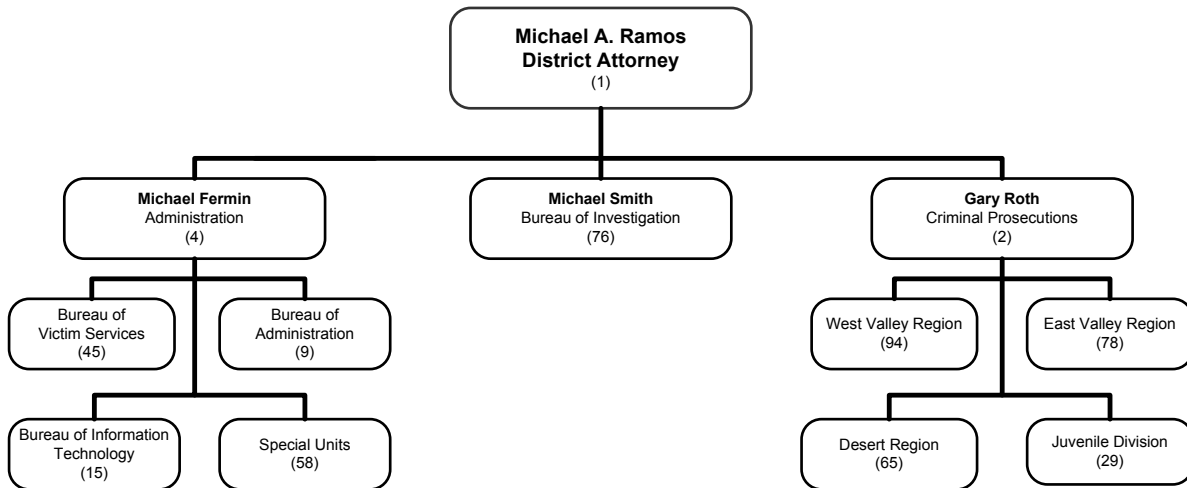 Michael A. Ramos
District Attorney
(1)
Michael Fermin
Administration
(4)
Michael Smith
Bureau of Investigation
(76)
Gary Roth
Criminal Prosecutions
(2)
Bureau of
Victim Services
(45)
Bureau of
Administration
(9)
West Valley Region
(94)
East Valley Region
(78)
Bureau of Information
Technology
(15)
Special Units
(58)
Desert Region
(65)
Juvenile Division
(29)